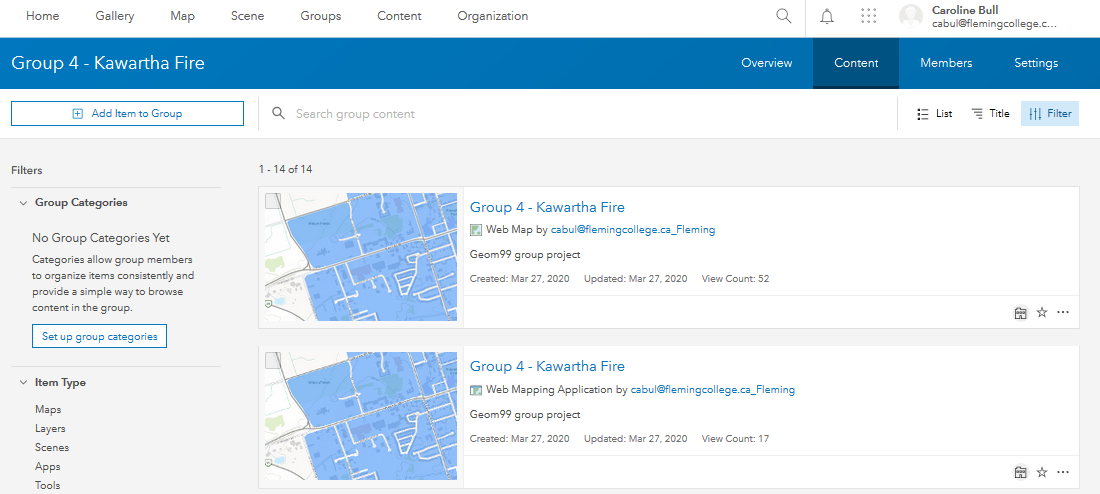 Home Gallery Map Scene Groups Content Organization
Caroline Bull
cabul@flemingcollege.c...
Group 4 - Kawartha Fire
Overview Content Members Settings
Add Item to Group
Search group content
List Title Filter
Filters
Group Categories
No Group Categories Yet
Categories allow group members
to organize items consistently and
provide a simple way to browse
content in the group.
Set up group categories
Item Type
Maps
Layers
Scenes
Apps
Tools
1 - 14 of 14
Group 4 - Kawartha Fire
Web Map by cabul@flemingcollege.ca_Fleming
Geom99 group project
Created: Mar 27, 2020 Updated: Mar 27, 2020 View Count: 52
Group 4 - Kawartha Fire
Web Mapping Application by cabul@flemingcollege.ca_Fleming
Geom99 group project
Created: Mar 27, 2020 Updated: Mar 27, 2020 View Count: 17